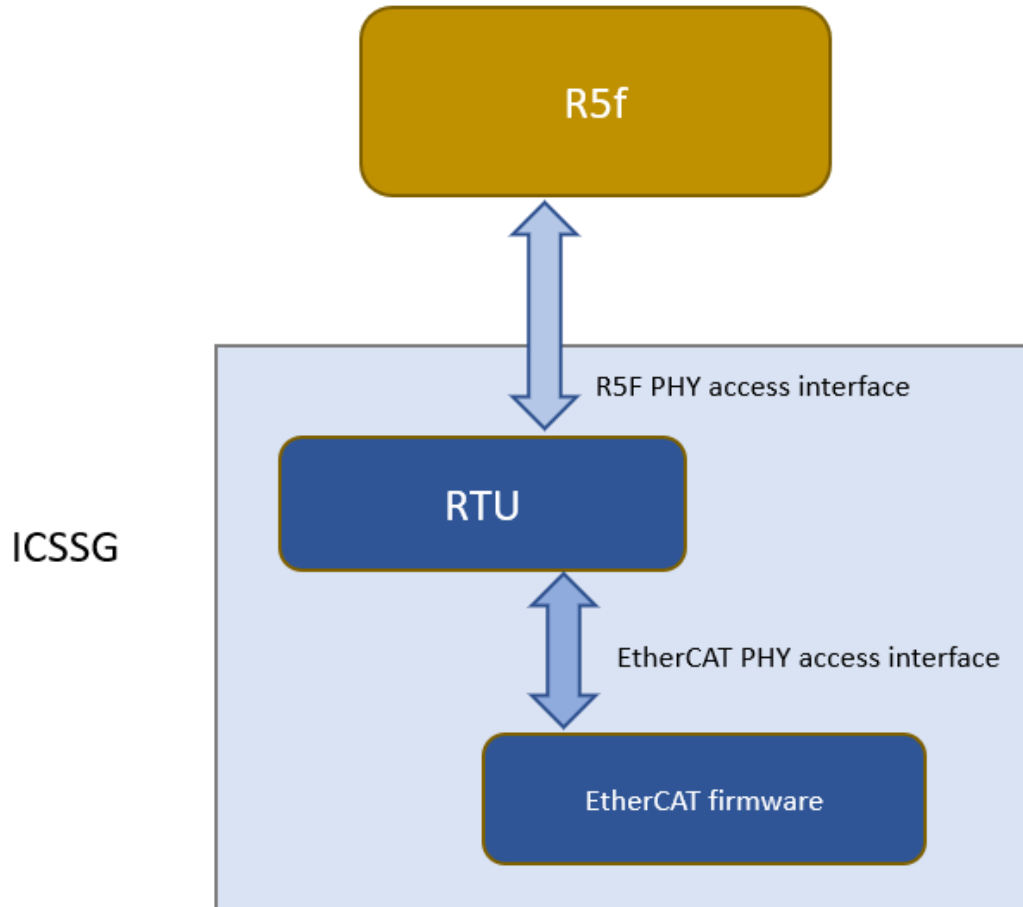 R5f
R5F PHY access interface
RTU
ICSSG
EtherCAT PHY access interface
EtherCAT firmware